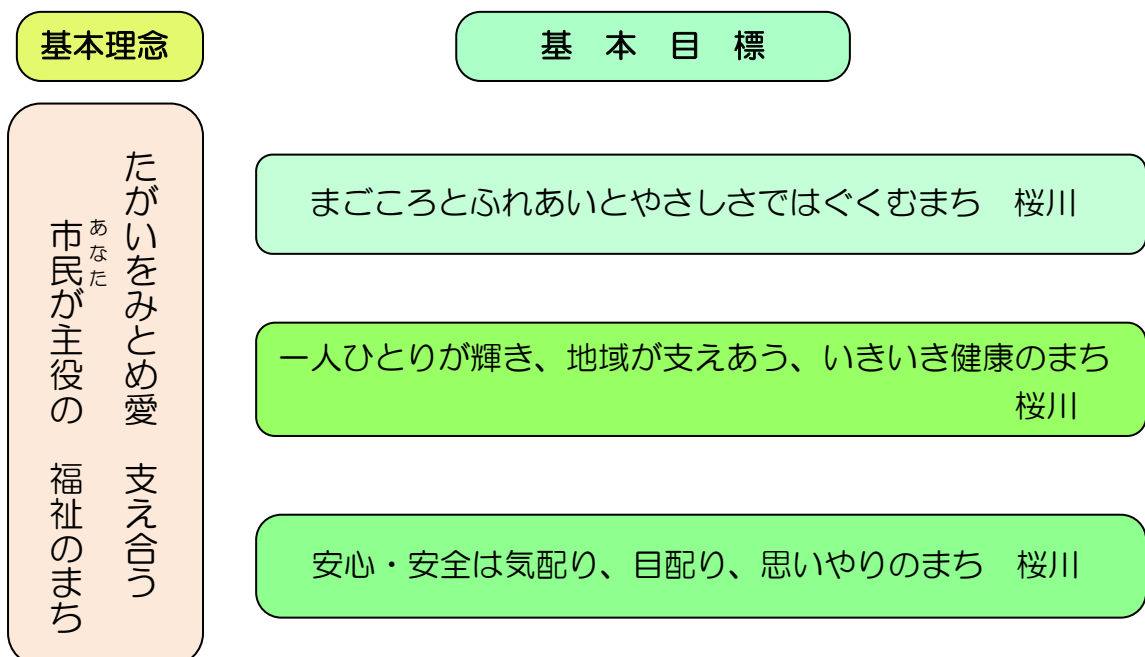 基本理念
基　本　目　標
たがいをみとめ愛　支え合う
あなた
市民が主役の　福祉のまち
まごころとふれあいとやさしさではぐくむまち　桜川
一人ひとりが輝き、地域が支えあう、いきいき健康のまち
桜川
安心・安全は気配り、目配り、思いやりのまち　桜川